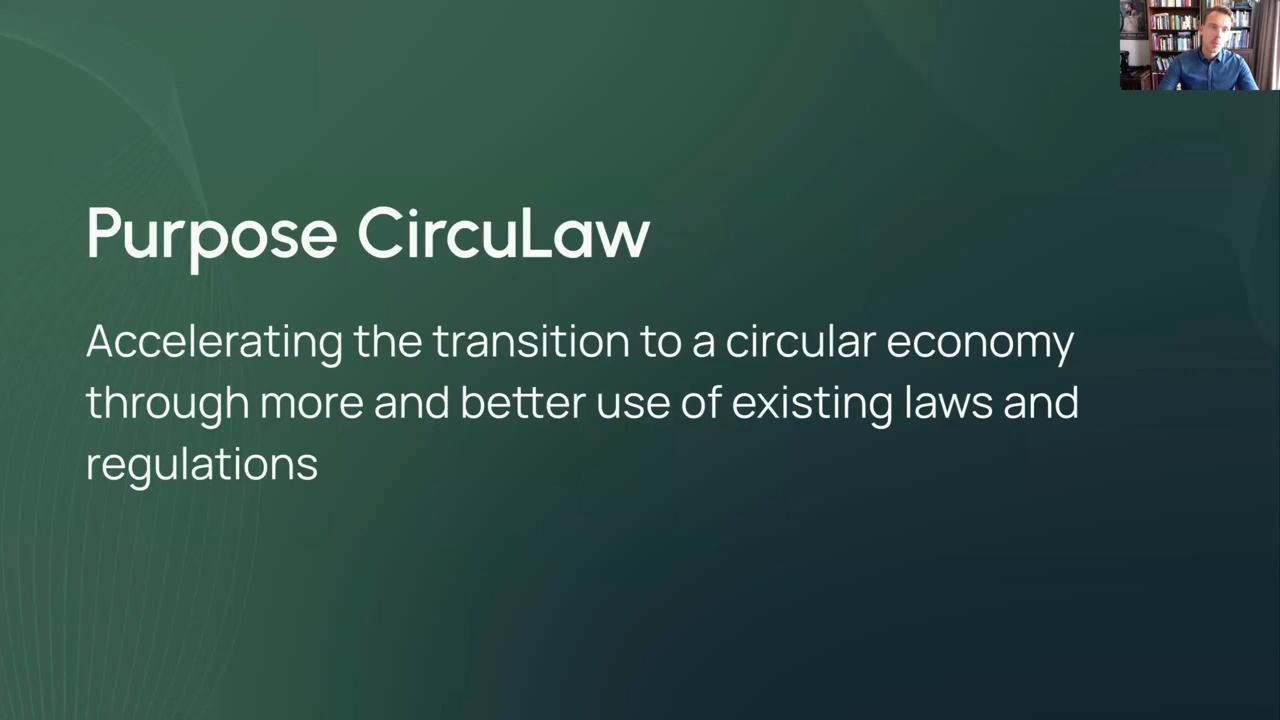 Purpose CircuLaw
Accelerating the transition to a circular economy
through more and better use of existing laws and
regulations